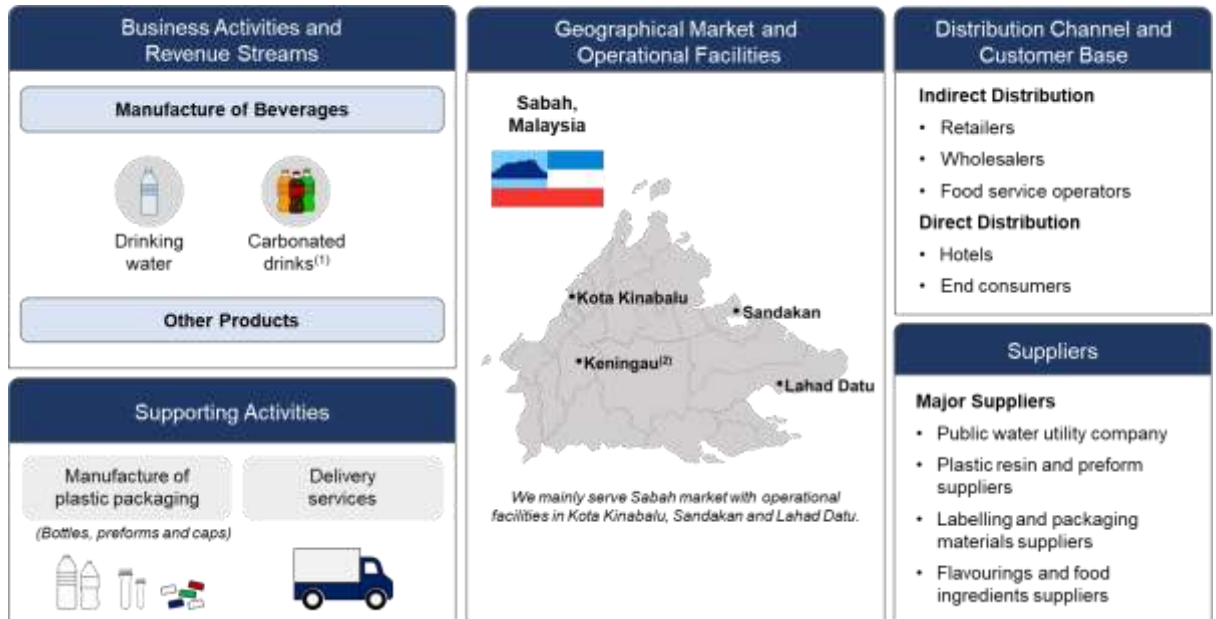 Business Activities and
Revenue Streams
Manufacture of Beverages
Drinking
water
Carbonated
drinks(1)
Other Products
Supporting Activities
Manufacture of
plastic packaging
(Bottles, preforms and caps)
Delivery
services
Geographical Market and
Operational Facilities
Sabah,
Malaysia
Kota Kinabalu
Sandakan
Keningau(2)
Lahad Datu
We mainly serve Sabah market with operational
facilities in Kota Kinabalu, Sandakan and Lahad Datu.
Distribution Channel and
Customer Base
Indirect Distribution
• Retailers
• Wholesalers
• Food service operators
Direct Distribution
• Hotels
• End consumers
Suppliers
Major Suppliers
• Public water utility company
• Plastic resin and preform
suppliers
• Labelling and packaging
materials suppliers
• Flavourings and food
ingredients suppliers